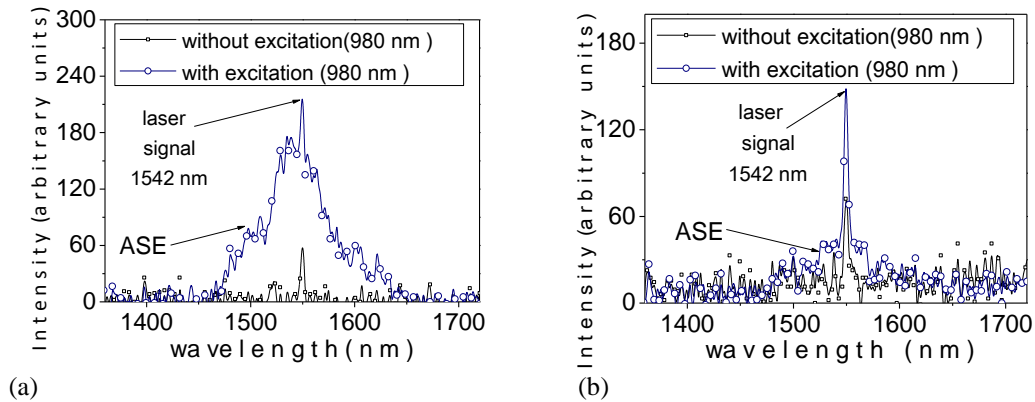 300
240
180
120
60
0
1400 1500 1600 1700
Intensity (arbitrary units)
wavelength (nm)
without excitation(980 nm )
with excitation (980 nm )
laser
signal
1542 nm
ASE
(a)
180
120
60
0
1400 1500 1600 1700
Intensity (arbitrary units)
wavelength (nm)
without excitation(980 nm )
with excitation (980 nm )
laser
signal
1542 nm
ASE
(b)